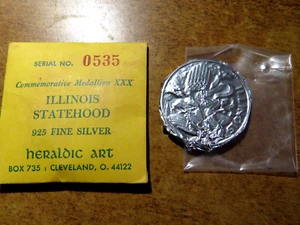 SERIAL NO. 0535
Commemorative Medallion XXX
ILLINOIS
STATEHOOD
925 FINE SILVER
heraldic art
BOX 735 : CLEVELAND, O. 44122